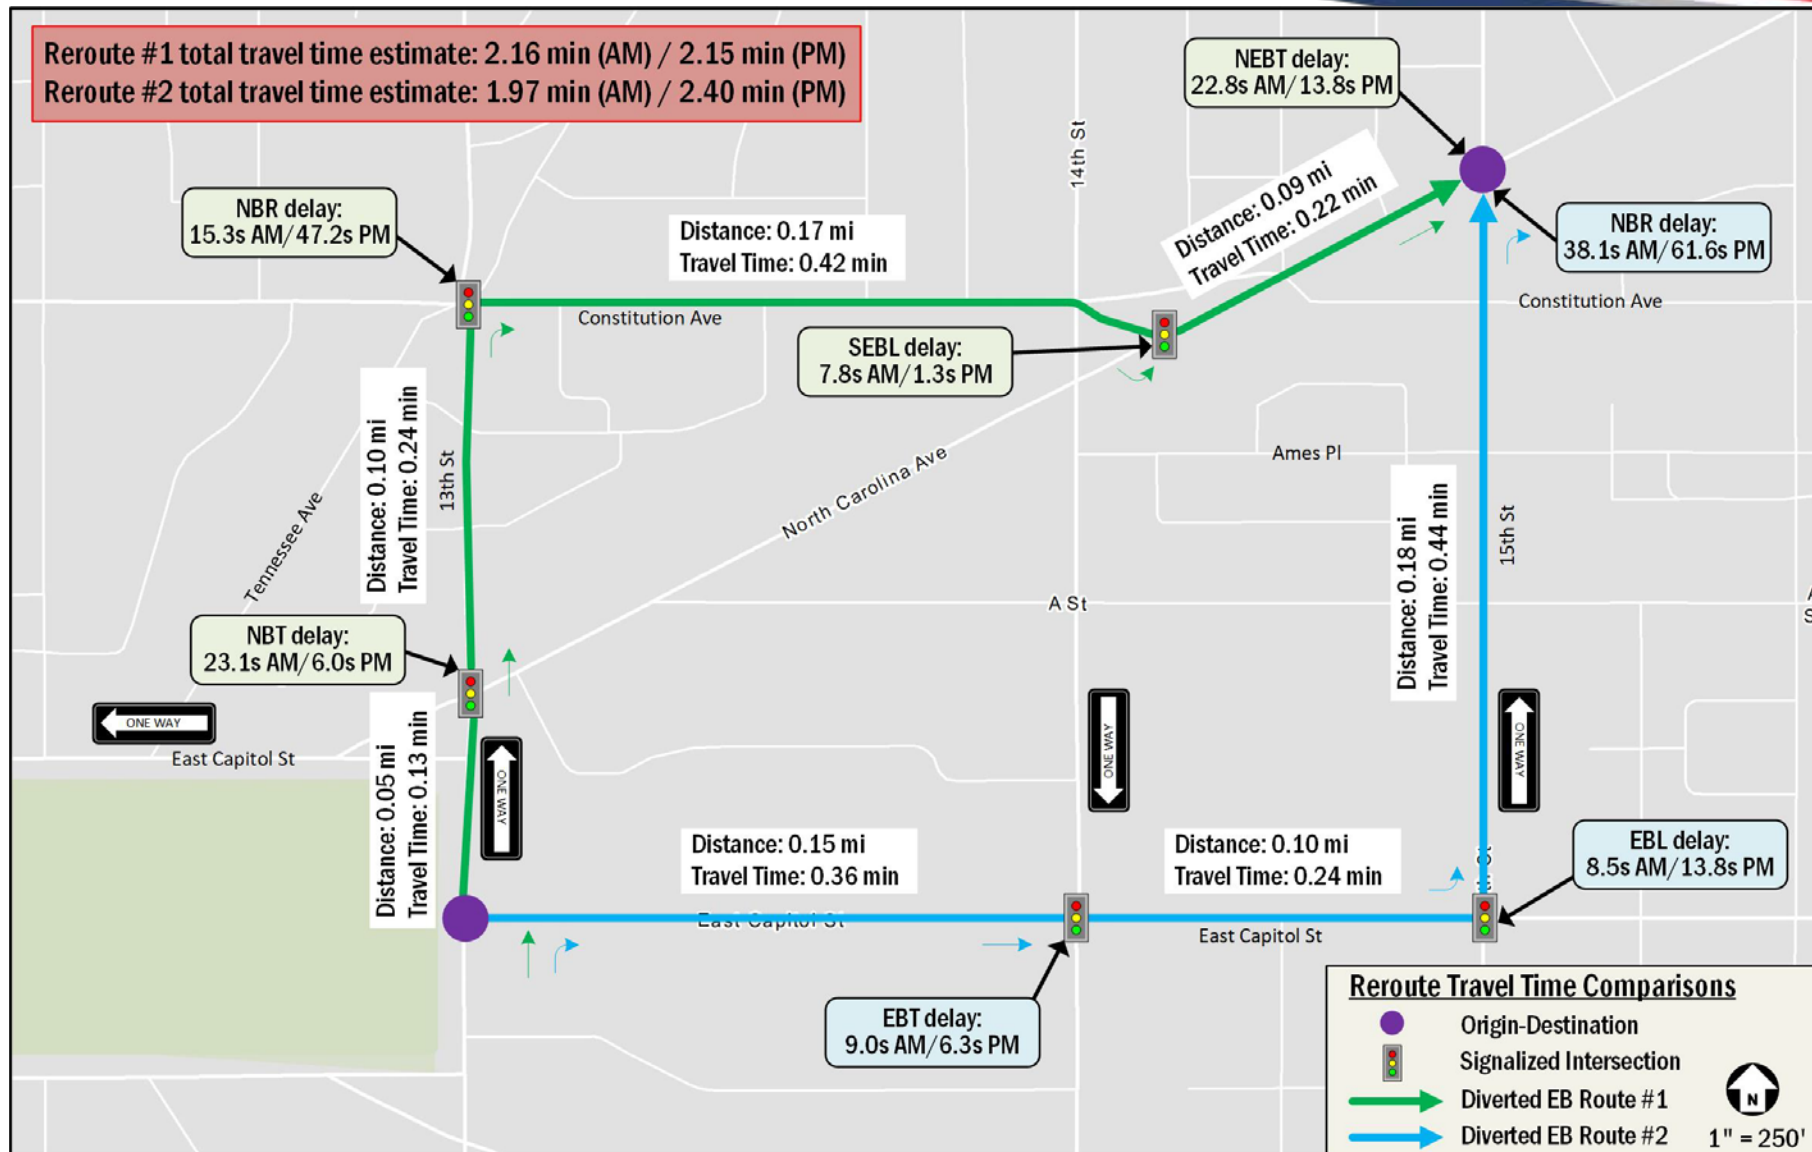 Reroute #1 total travel time estimate: 2.16 min (AM) / 2.15 min (PM)
Reroute #2 total travel time estimate: 1.97 min (AM) / 2.40 min (PM)
NEBT delay:
22.8s AM/13.8s PM
14th St
Distance: 0.09 mi
Travel Time: 0.22 min
NBR delay:
15.3s AM/47.2s PM
Distance: 0.17 mi
Travel Time: 0.42 min
NBR delay:
38.1s AM/61.6s PM
Constitution Ave
Constitution Ave
SEBL delay:
7.8s AM/1.3s PM
Distance: 0.10 mi
Travel Time: 0.24 min
13th St
North Carolina Ave
Ames Pl
Tennessee Ave
Distance: 0.18 mi
Travel Time: 0.44 min
15th St
A St
NBT delay:
23.1s AM/6.0s PM
ONE WAY
East Capitol St
Distance: 0.05 mi
Travel Time: 0.13 min
ONE WAY
ONE WAY
ONE WAY
Distance: 0.15 mi
Travel Time: 0.36 min
Distance: 0.10 mi
Travel Time: 0.24 min
EBL delay:
8.5s AM/13.8s PM
East Capitol St
East Capitol St
EBT delay:
9.0s AM/6.3s PM
Reroute Travel Time Comparisons
Origin-Destination
Signalized Intersection
Diverted EB Route #1
Diverted EB Route #2
N
1" = 250'